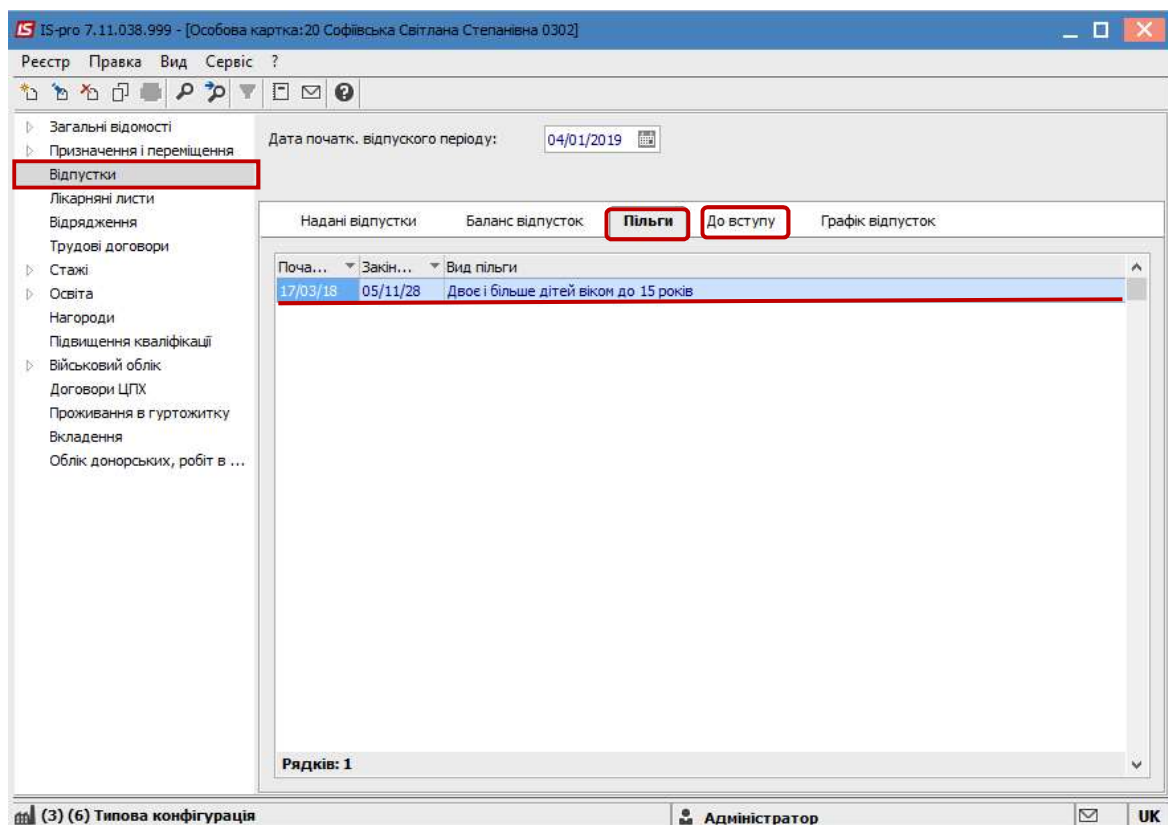 IS-pro 7.11.038.999 - [Особова картка:20 Софіївська Світлана Степанівна 0302]
Реєстр Правка Вид Сервіс ?
Загальні відомості
Призначення і переміщення
Відпустки
Лікарняні листи
Відрядження
Трудові договори
Стажі
Освіта
Нагороди
Підвищення кваліфікації
Військовий облік
Договори ЦПХ
Проживання в гуртожитку
Вкладення
Облік донорських, робіт в ...
Дата початк. відпуского періоду: 04/01/2019
Надані відпустки Баланс відпусток Пільги До вступу Графік відпусток
Поча... Закін... Вид пільги
17/03/18 05/11/28 Двоє і більше дітей віком до 15 років
Рядків: 1
(3) (6) Типова конфігурація Адміністратор UK